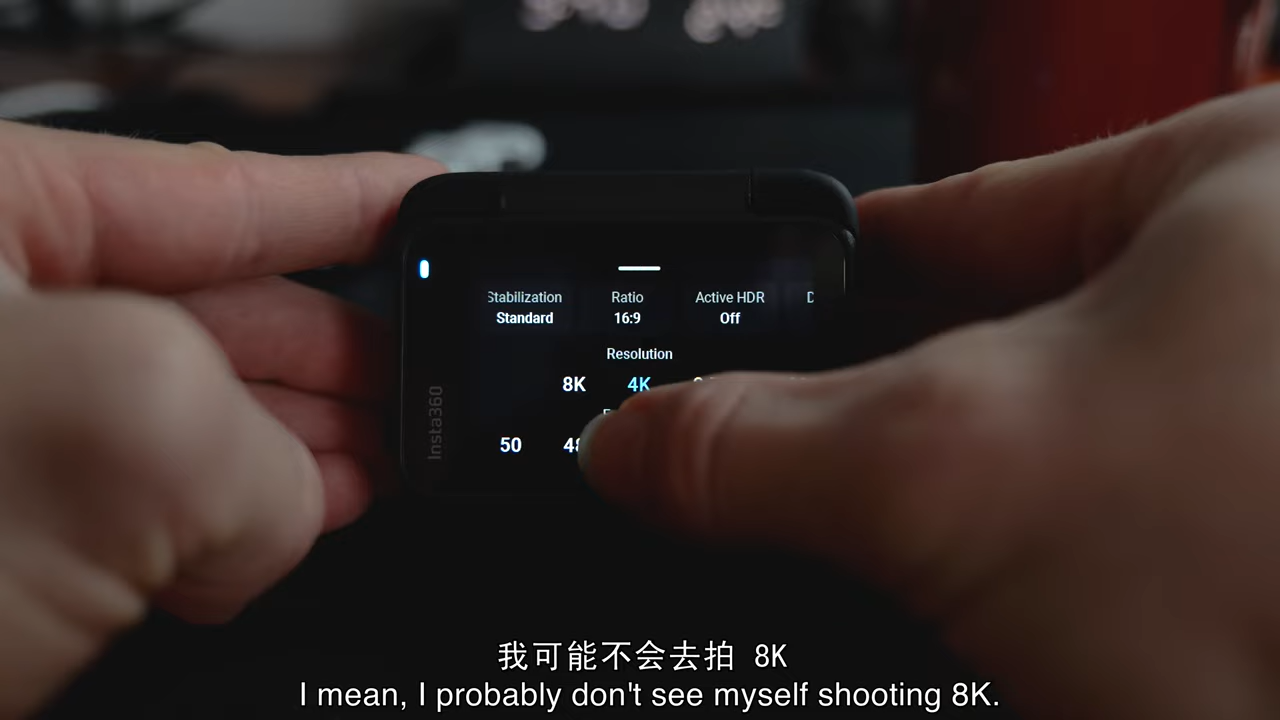 Stabilization
Ratio
Active HDR
D
Standard
16:9
Off
Resolution
8K
4K
50
Insta360
我可能不会去拍 8K
I mean, I probably don't see myself shooting 8K.